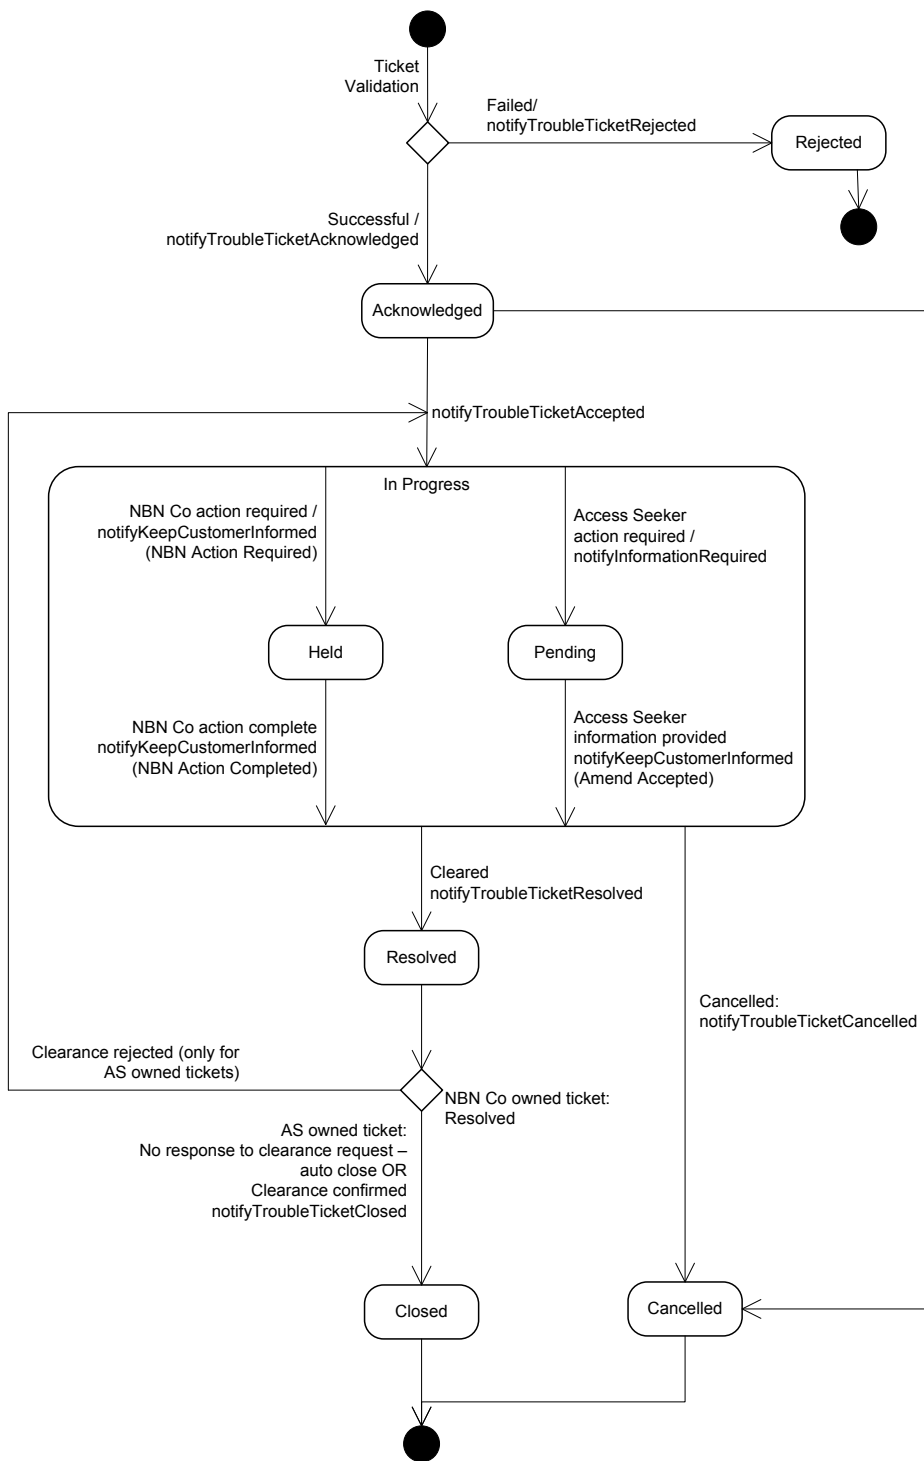 Ticket
Validation
Failed/
notifyTroubleTicketRejected
Rejected
Successful /
notifyTroubleTicketAcknowledged
Acknowledged
notifyTroubleTicketAccepted
In Progress
NBN Co action required /
notifyKeepCustomerInformed
(NBN Action Required)
Access Seeker
action required /
notifyInformationRequired
Held
Pending
NBN Co action complete
notifyKeepCustomerInformed
(NBN Action Completed)
Access Seeker
information provided
notifyKeepCustomerInformed
(Amend Accepted)
Cleared
notifyTroubleTicketResolved
Resolved
Cancelled:
notifyTroubleTicketCancelled
Clearance rejected (only for
AS owned tickets)
NBN Co owned ticket:
Resolved
AS owned ticket:
No response to clearance request –
auto close OR
Clearance confirmed
notifyTroubleTicketClosed
Closed
Cancelled